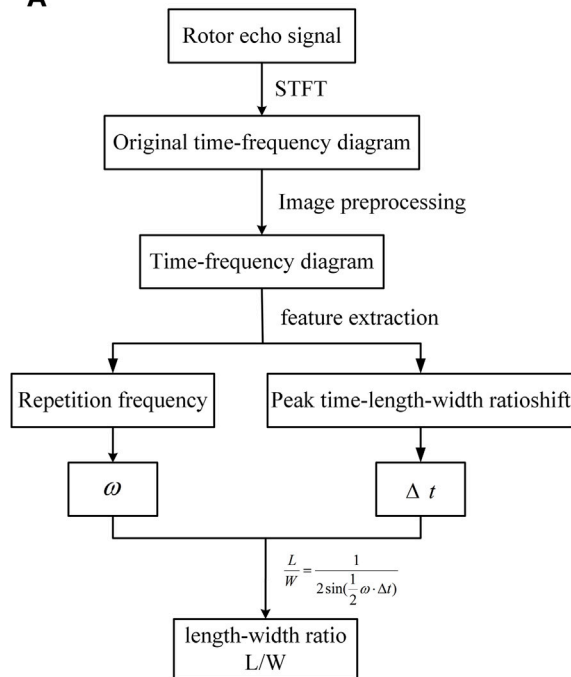 A
Rotor echo signal
STFT
Original time-frequency diagram
Image preprocessing
Time-frequency diagram
feature extraction
Repetition frequency
Peak time-length-width ratioshift
ω
Δ t
L/W = 1/(2sin(1/2 ω·Δt))
length-width ratio
L/W